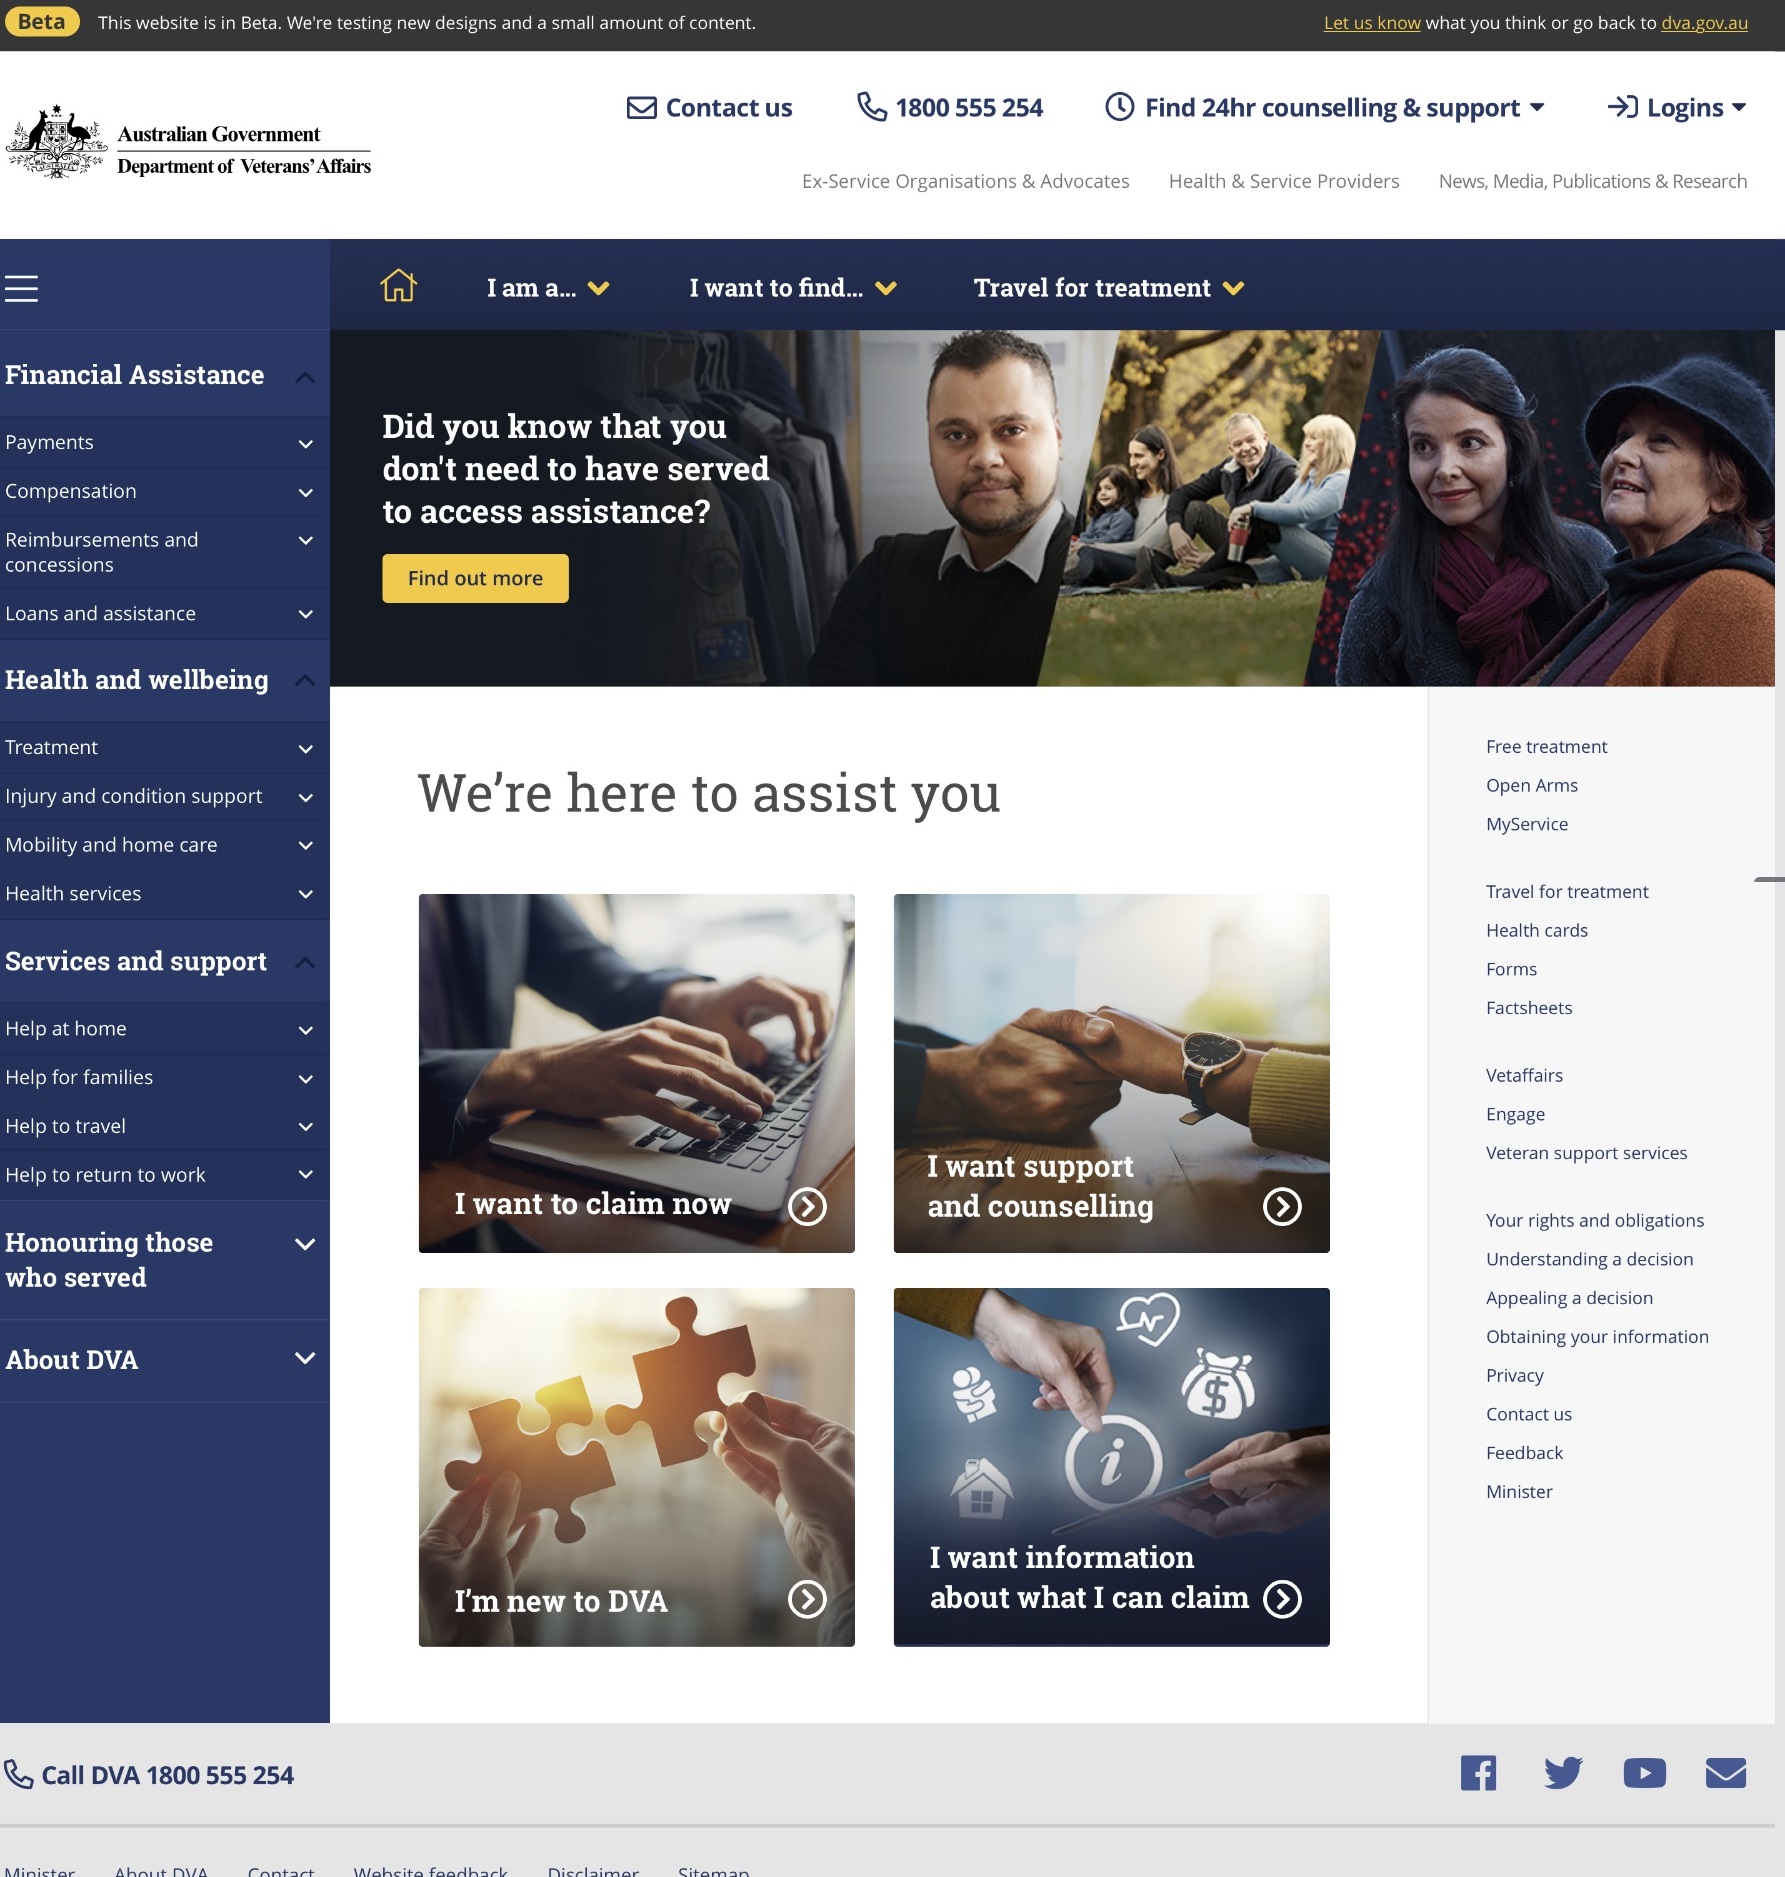 Beta
This website is in Beta. We're testing new designs and a small amount of content.
Let us know what you think or go back to dva.gov.au
Contact us
1800 555 254
Find 24hr counselling & support
Logins
Australian Government
Department of Veterans' Affairs
Ex-Service Organisations & Advocates
Health & Service Providers
News, Media, Publications & Research
I am a...
I want to find...
Travel for treatment
Financial Assistance
Payments
Compensation
Reimbursements and
concessions
Loans and assistance
Health and wellbeing
Treatment
Injury and condition support
Mobility and home care
Health services
Services and support
Help at home
Help for families
Help to travel
Help to return to work
Honouring those
who served
About DVA
Did you know that you
don't need to have served
to access assistance?
Find out more
We’re here to assist you
I want to claim now
I want support
and counselling
I’m new to DVA
I want information
about what I can claim
Free treatment
Open Arms
MyService
Travel for treatment
Health cards
Forms
Factsheets
Vetaffairs
Engage
Veteran support services
Your rights and obligations
Understanding a decision
Appealing a decision
Obtaining your information
Privacy
Contact us
Feedback
Minister
Call DVA 1800 555 254
Minister
About DVA
Contact
Website feedback
Disclaimer
Sitemap